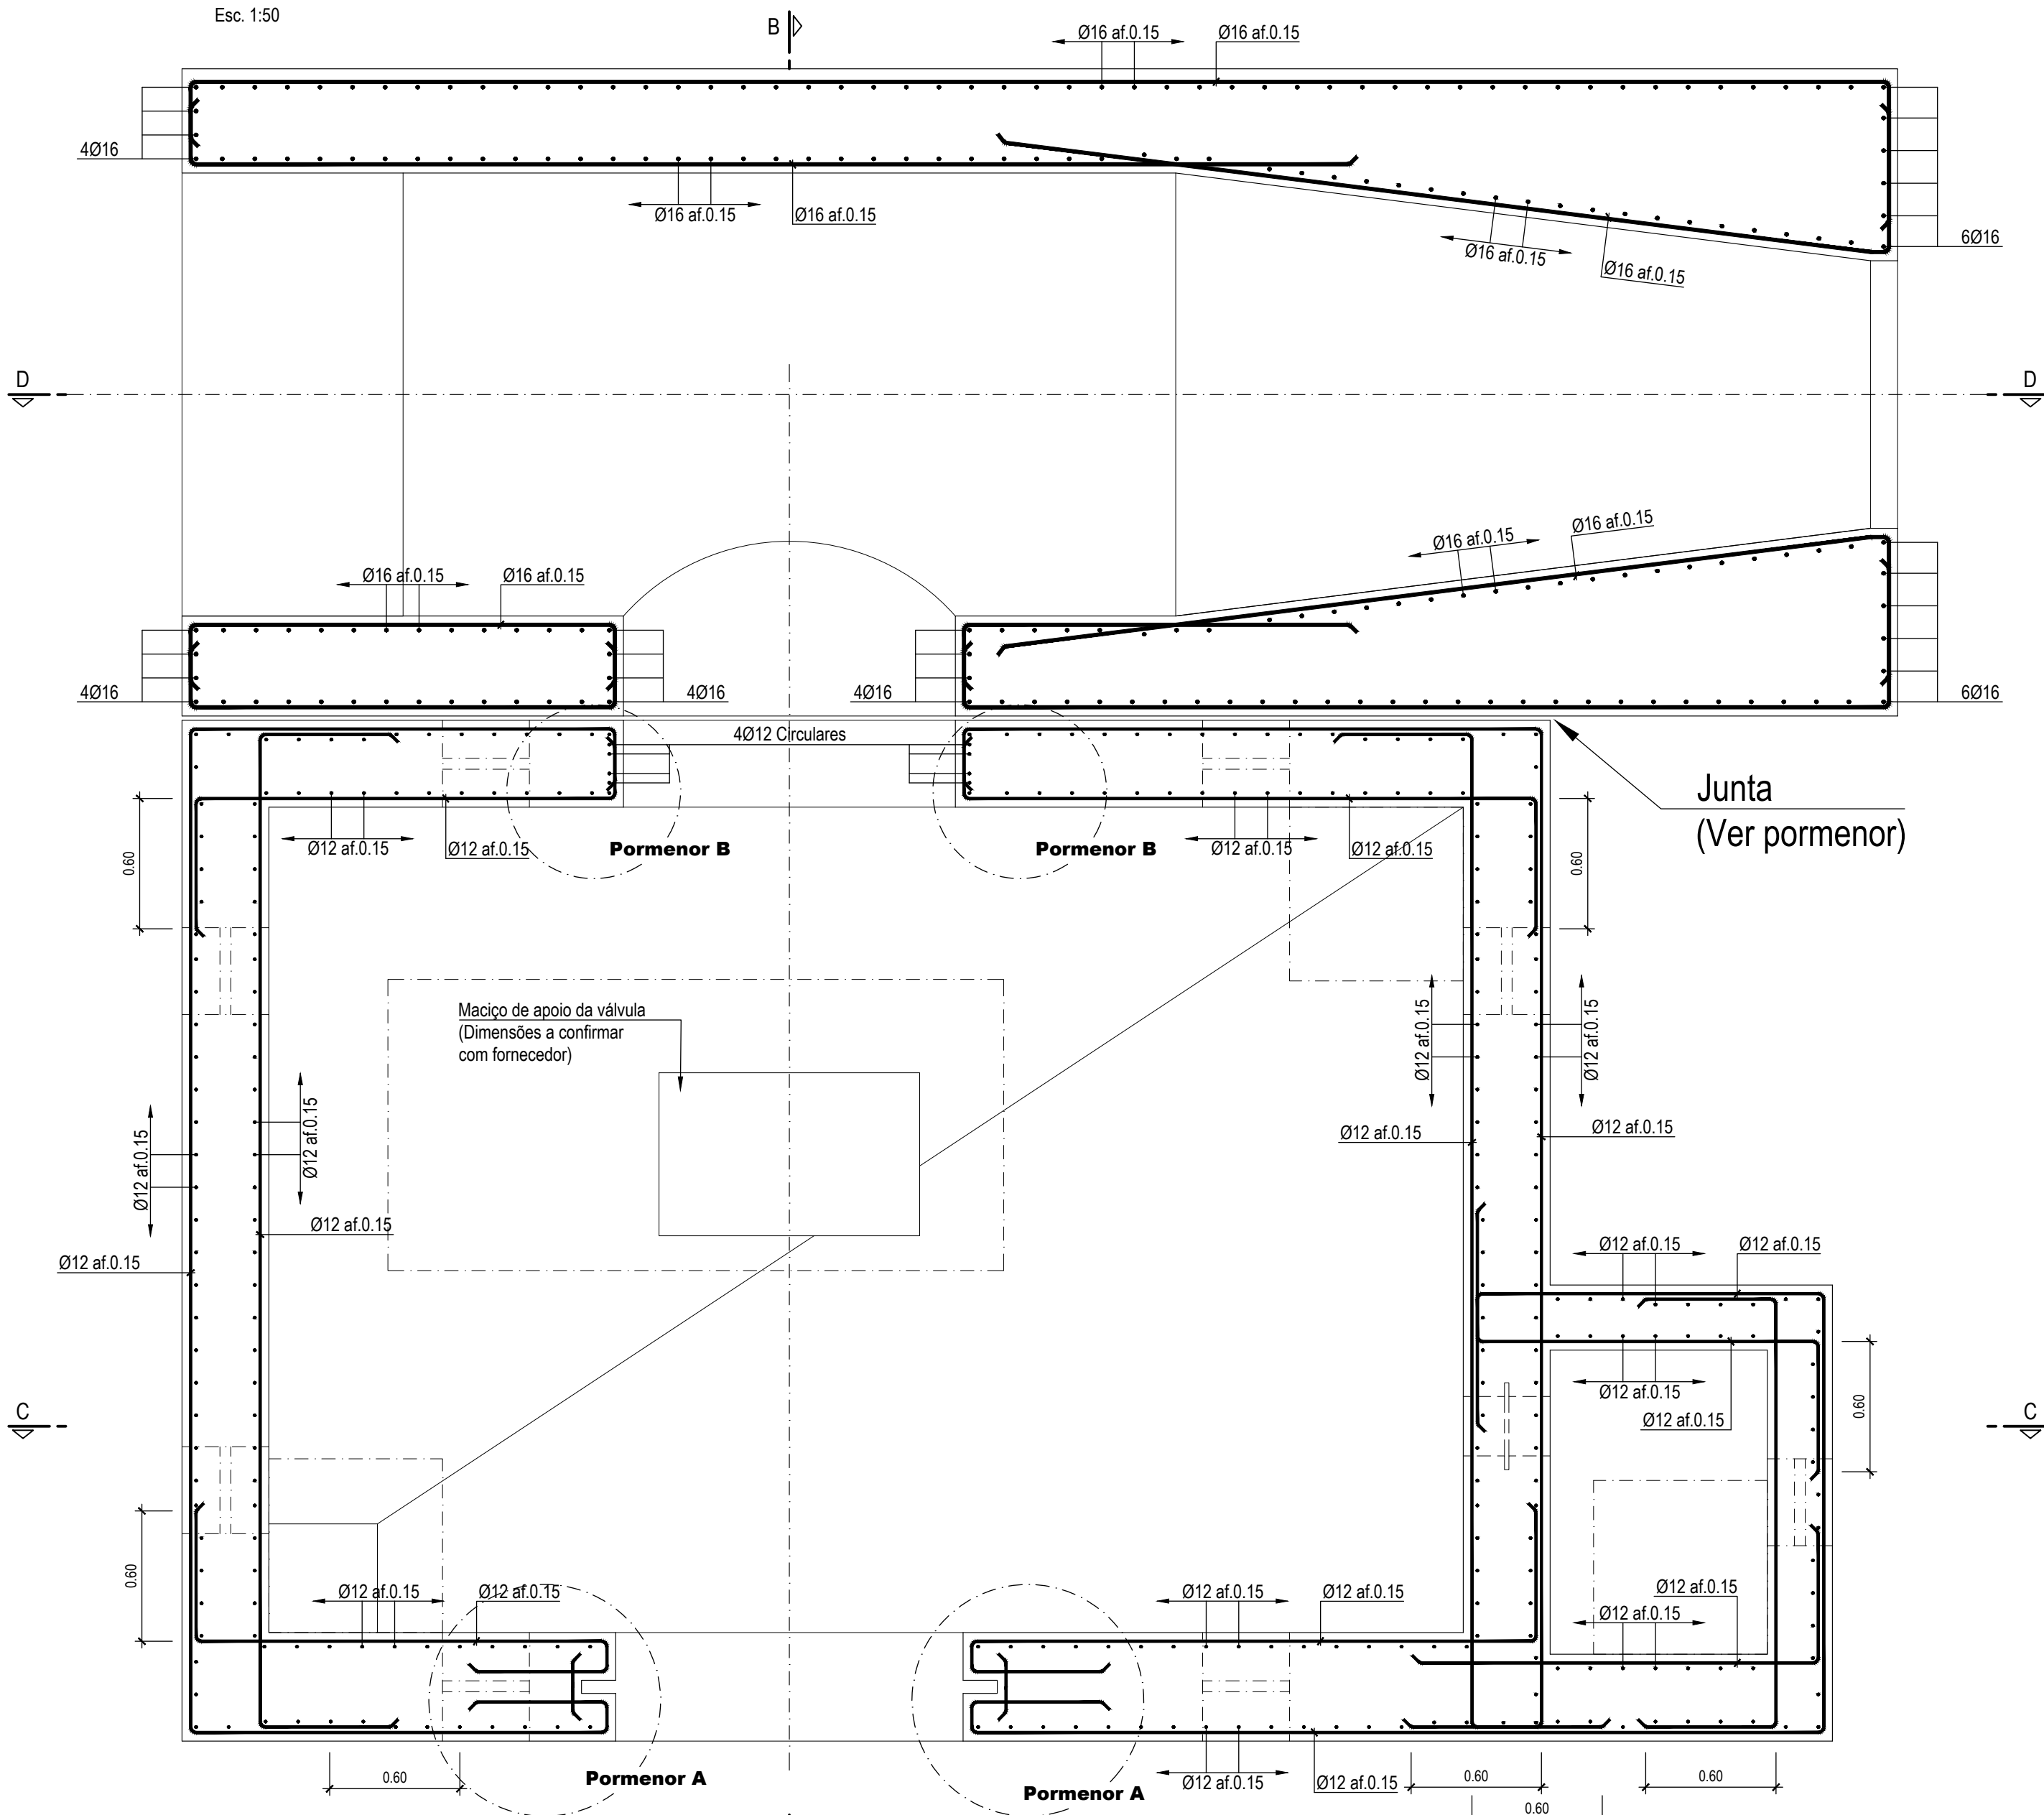 Esc. 1:50
B
Ø16 af.0.15
Ø16 af.0.15
4Ø16
Ø16 af.0.15
Ø16 af.0.15
Ø16 af.0.15
Ø16 af.0.15
6Ø16
D
D
Ø16 af.0.15
Ø16 af.0.15
Ø16 af.0.15
Ø16 af.0.15
4Ø16
4Ø16
4Ø16
6Ø16
4Ø12 Circulares
Junta
(Ver pormenor)
0.60
Ø12 af.0.15
Ø12 af.0.15
Pormenor B
Pormenor B
Ø12 af.0.15
Ø12 af.0.15
0.60
Maciço de apoio da válvula
(Dimensões a confirmar
com fornecedor)
Ø12 af.0.15
Ø12 af.0.15
Ø12 af.0.15
Ø12 af.0.15
Ø12 af.0.15
Ø12 af.0.15
Ø12 af.0.15
Ø12 af.0.15
Ø12 af.0.15
Ø12 af.0.15
Ø12 af.0.15
Ø12 af.0.15
0.60
C
C
0.60
Ø12 af.0.15
Ø12 af.0.15
Ø12 af.0.15
Ø12 af.0.15
Ø12 af.0.15
Ø12 af.0.15
0.60
Pormenor A
Pormenor A
Ø12 af.0.15
Ø12 af.0.15
0.60
0.60
0.60